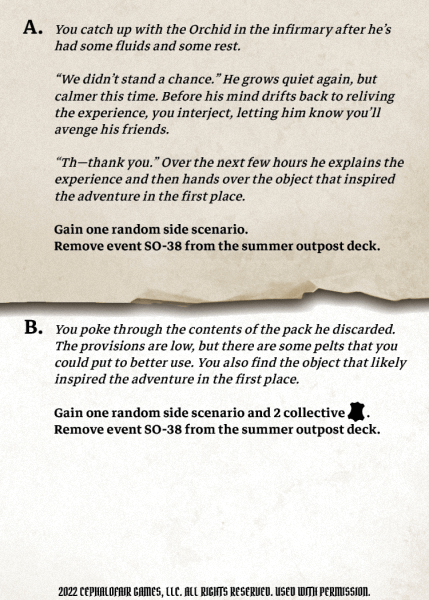 A. You catch up with the Orchid in the infirmary after he's
had some fluids and some rest.
"We didn't stand a chance." He grows quiet again, but
calmer this time. Before his mind drifts back to reliving
the experience, you interject, letting him know you'll
avenge his friends.
"Th—thank you." Over the next few hours he explains the
experience and then hands over the object that inspired
the adventure in the first place.
Gain one random side scenario.
Remove event SO-38 from the summer outpost deck.
B. You poke through the contents of the pack he discarded.
The provisions are low, but there are some pelts that you
could put to better use. You also find the object that likely
inspired the adventure in the first place.
Gain one random side scenario and 2 collective .
Remove event SO-38 from the summer outpost deck.
2022 CEPHALOFAIR GAMES, LLC. ALL RIGHTS RESERVED. USED WITH PERMISSION.